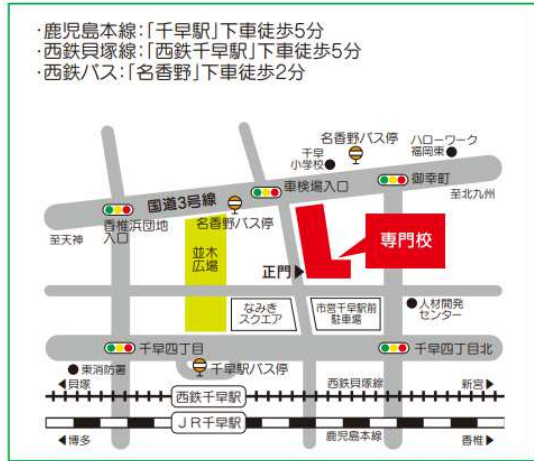 ・鹿児島本線:「千早駅」下車徒歩5分
・西鉄貝塚線:「西鉄千早駅」下車徒歩5分
・西鉄バス:「名香野」下車徒歩2分
名香野バス停
ハローワーク
福岡東
千早
小学校
車検場入口
御幸町
国道3号線
至北九州
名香野バス停
香椎浜団地
入口
至天神
並木
広場
専門校
正門▶
なみき
スクエア
市営千早駅前
駐車場
人材開発
センター
千早四丁目
千早四丁目北
東消防署
千早駅バス停
◀貝塚
西鉄貝塚線
新宮▶
西鉄千早駅
JR千早駅
◀博多
鹿児島本線
香椎▶